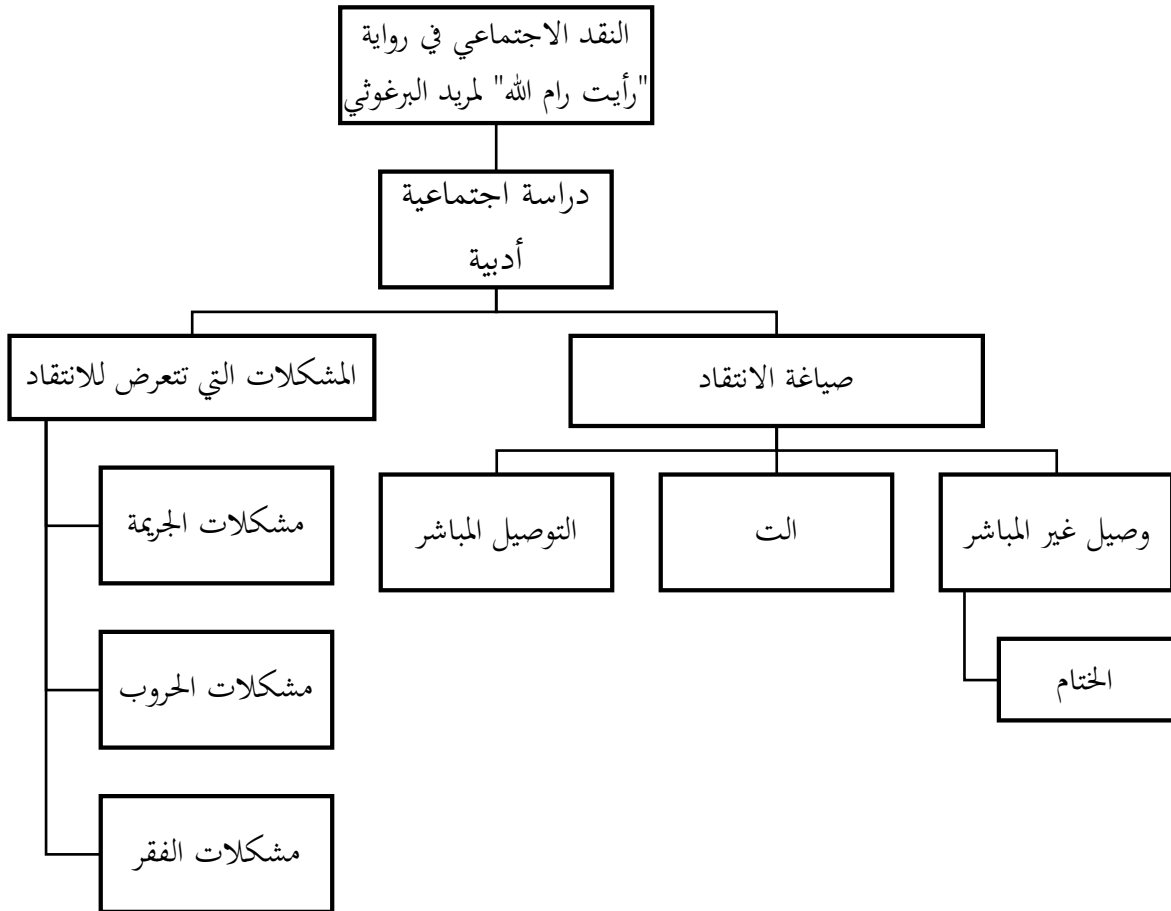 النقد الاجتماعي في رواية
"رأيت رام الله" لمريد البرغوثي
دراسة اجتماعية
أدبية
صياغة الانتقاد
المشكلات التي تتعرض للانتقاد
وصيل غير المباشر
الت
التوصيل المباشر
الختام
مشكلات الجريمة
مشكلات الحروب
مشكلات الفقر